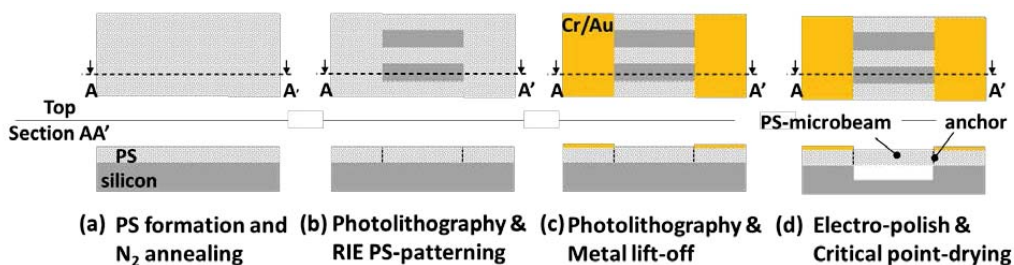 Cr/Au
A A'
A A'
A A'
A A'
Top
Section AA'
PS-microbeam anchor
PS
silicon
(a) PS formation and
N₂ annealing
(b) Photolithography &
RIE PS-patterning
(c) Photolithography &
Metal lift-off
(d) Electro-polish &
Critical point-drying